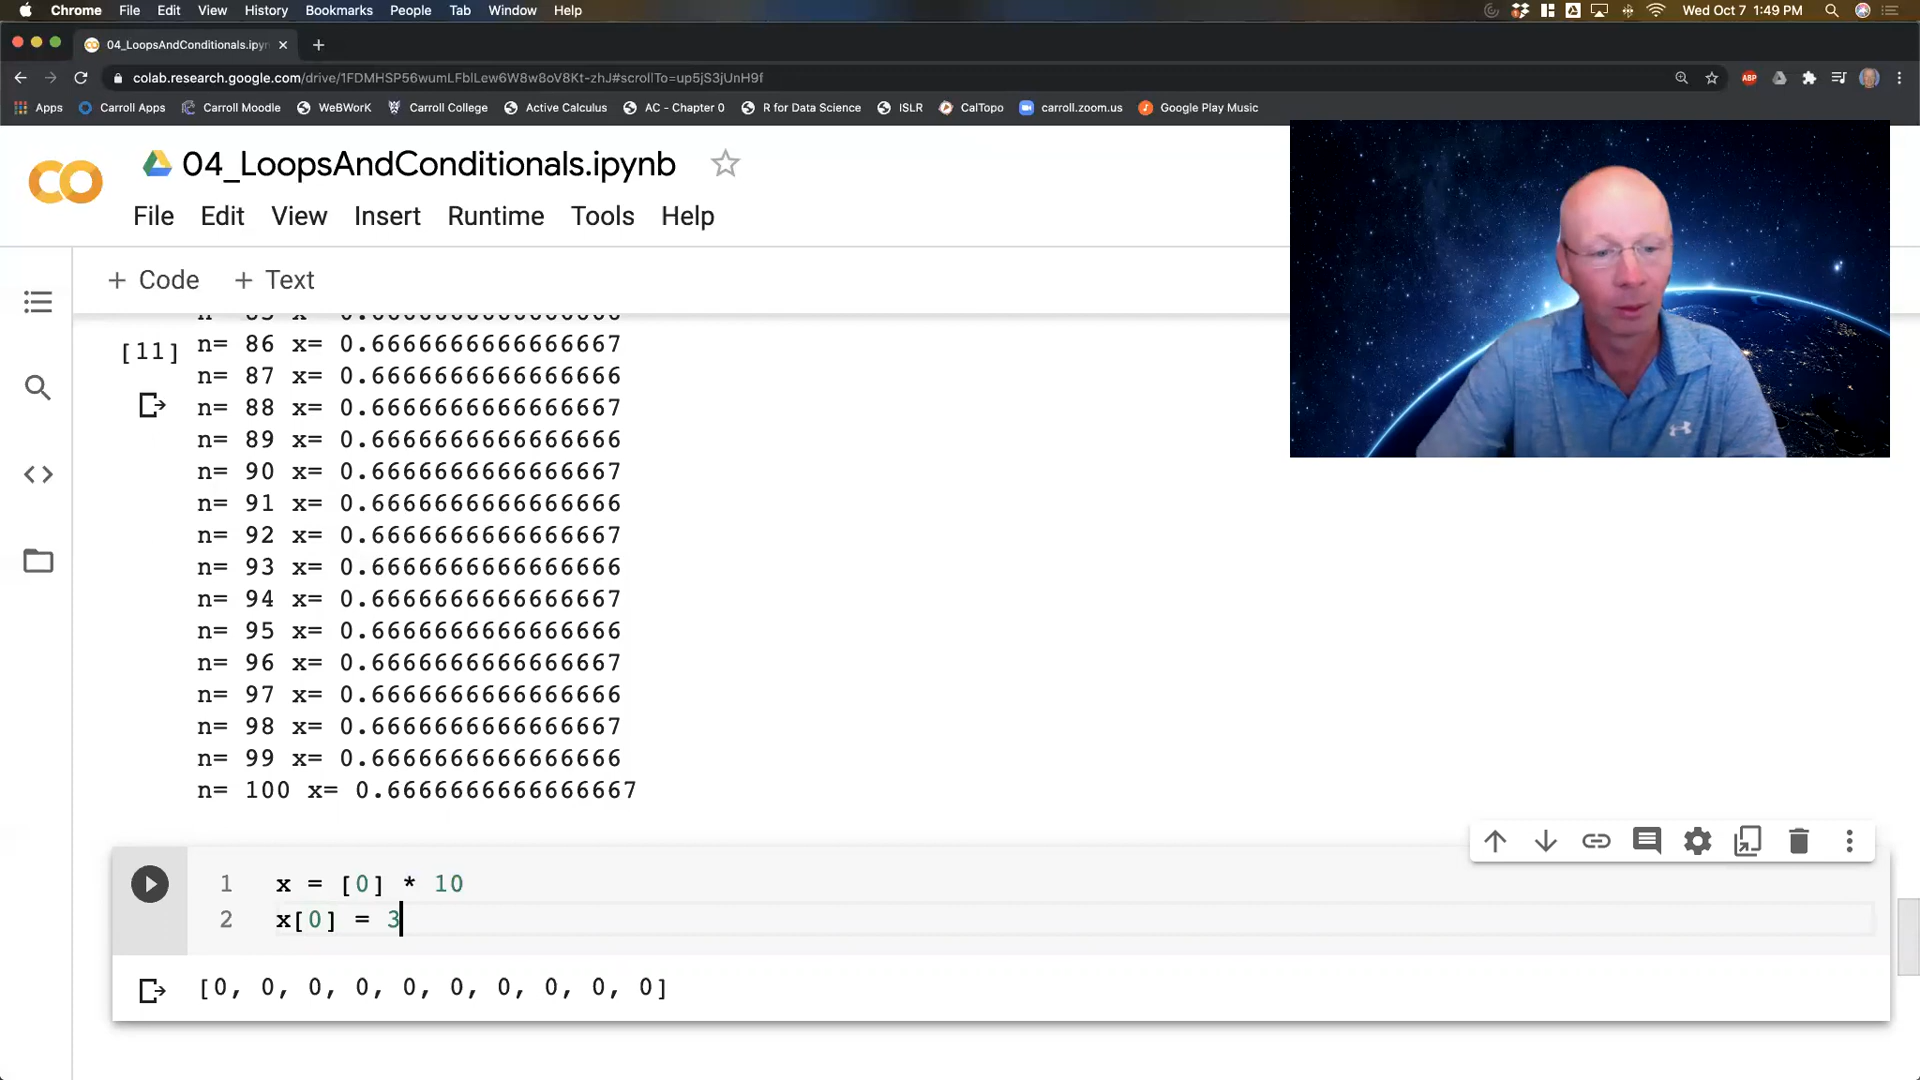 Chrome File Edit View History Bookmarks People Tab Window Help Wed Oct 7 1:49 PM
04_LoopsAndConditionals.ipyn
colab.research.google.com/drive/1FDMHSP56wumLFblLew6W8w8oV8Kt-zhJ#scrollTo=up5jS3jUnH9f
ABP
Apps Carroll Apps Carroll Moodle WeBWorK Carroll College Active Calculus AC - Chapter 0 R for Data Science ISLR CalTopo carroll.zoom.us Google Play Music
04_LoopsAndConditionals.ipynb
File Edit View Insert Runtime Tools Help
+ Code + Text
[11]
n= 86 x= 0.6666666666666667
n= 87 x= 0.6666666666666666
n= 88 x= 0.6666666666666667
n= 89 x= 0.6666666666666666
n= 90 x= 0.6666666666666667
n= 91 x= 0.6666666666666666
n= 92 x= 0.6666666666666667
n= 93 x= 0.6666666666666666
n= 94 x= 0.6666666666666667
n= 95 x= 0.6666666666666666
n= 96 x= 0.6666666666666667
n= 97 x= 0.6666666666666666
n= 98 x= 0.6666666666666667
n= 99 x= 0.6666666666666666
n= 100 x= 0.6666666666666667
1 x = [0] * 10
2 x[0] = 3
[0, 0, 0, 0, 0, 0, 0, 0, 0, 0]